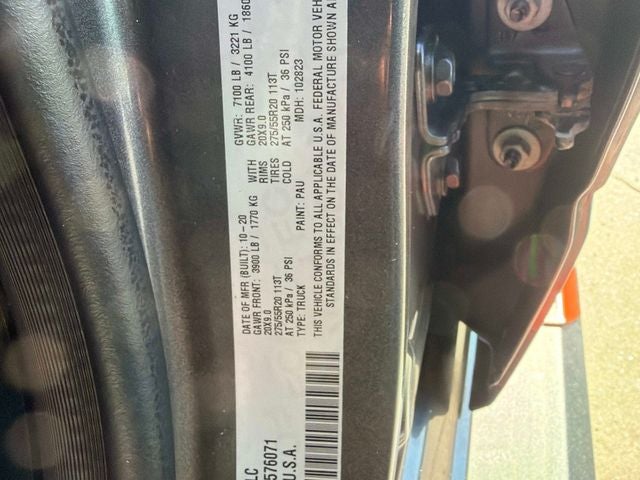 LC
DATE OF MFR (BUILT): 10-20 GVWR: 7100 LB / 3221 KG
GAWR FRONT: 3900 LB / 1770 KG WITH GAWR REAR: 4100 LB / 1860
20X9.0 RIMS 20X9.0
275/55R20 113T TIRES 275/55R20 113T
AT 250 kPa / 36 PSI COLD AT 250 kPa / 36 PSI
TYPE: TRUCK PAINT: PAU MDH: 102823
THIS VEHICLE CONFORMS TO ALL APPLICABLE U.S.A. FEDERAL MOTOR VEH
STANDARDS IN EFFECT ON THE DATE OF MANUFACTURE SHOWN A
576071
U.S.A.